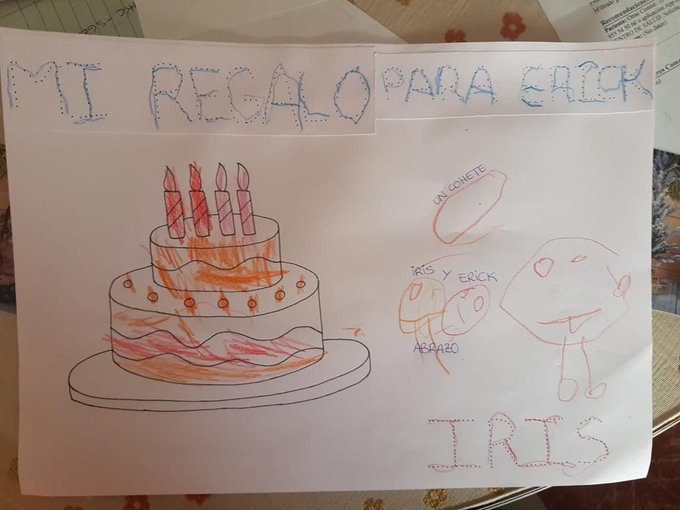 MI REGALO PARA ERICK
UN COHETE
IRIS Y ERICK
ABRAZO
IRIS